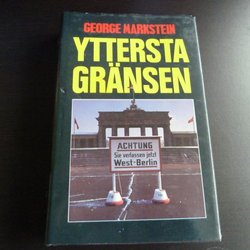 GEORGE MARKSTEIN
YTTERSTA
GRÄNSEN
ACHTUNG
Sie verlassen jetzt
West-Berlin